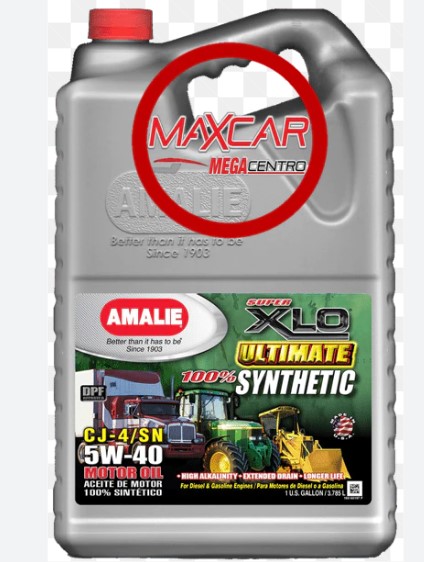 MAXCAR
MEGACENTRO
AMALIE
Better than it has to be
Since 1903
SUPER
XLO
AMALIE
ULTIMATE
Better than it has to be
Since 1903
100% SYNTHETIC
DPF
CJ-4/SN
5W-40
MOTOR OIL
ACEITE DE MOTOR
100% SINTÉTICO
• HIGH ALKALINITY • EXTENDED DRAIN • LONGER LIFE
For Diesel & Gasoline Engines / Para Motores de Diesel o a Gasolina
1 U.S. GALLON / 3.785 L